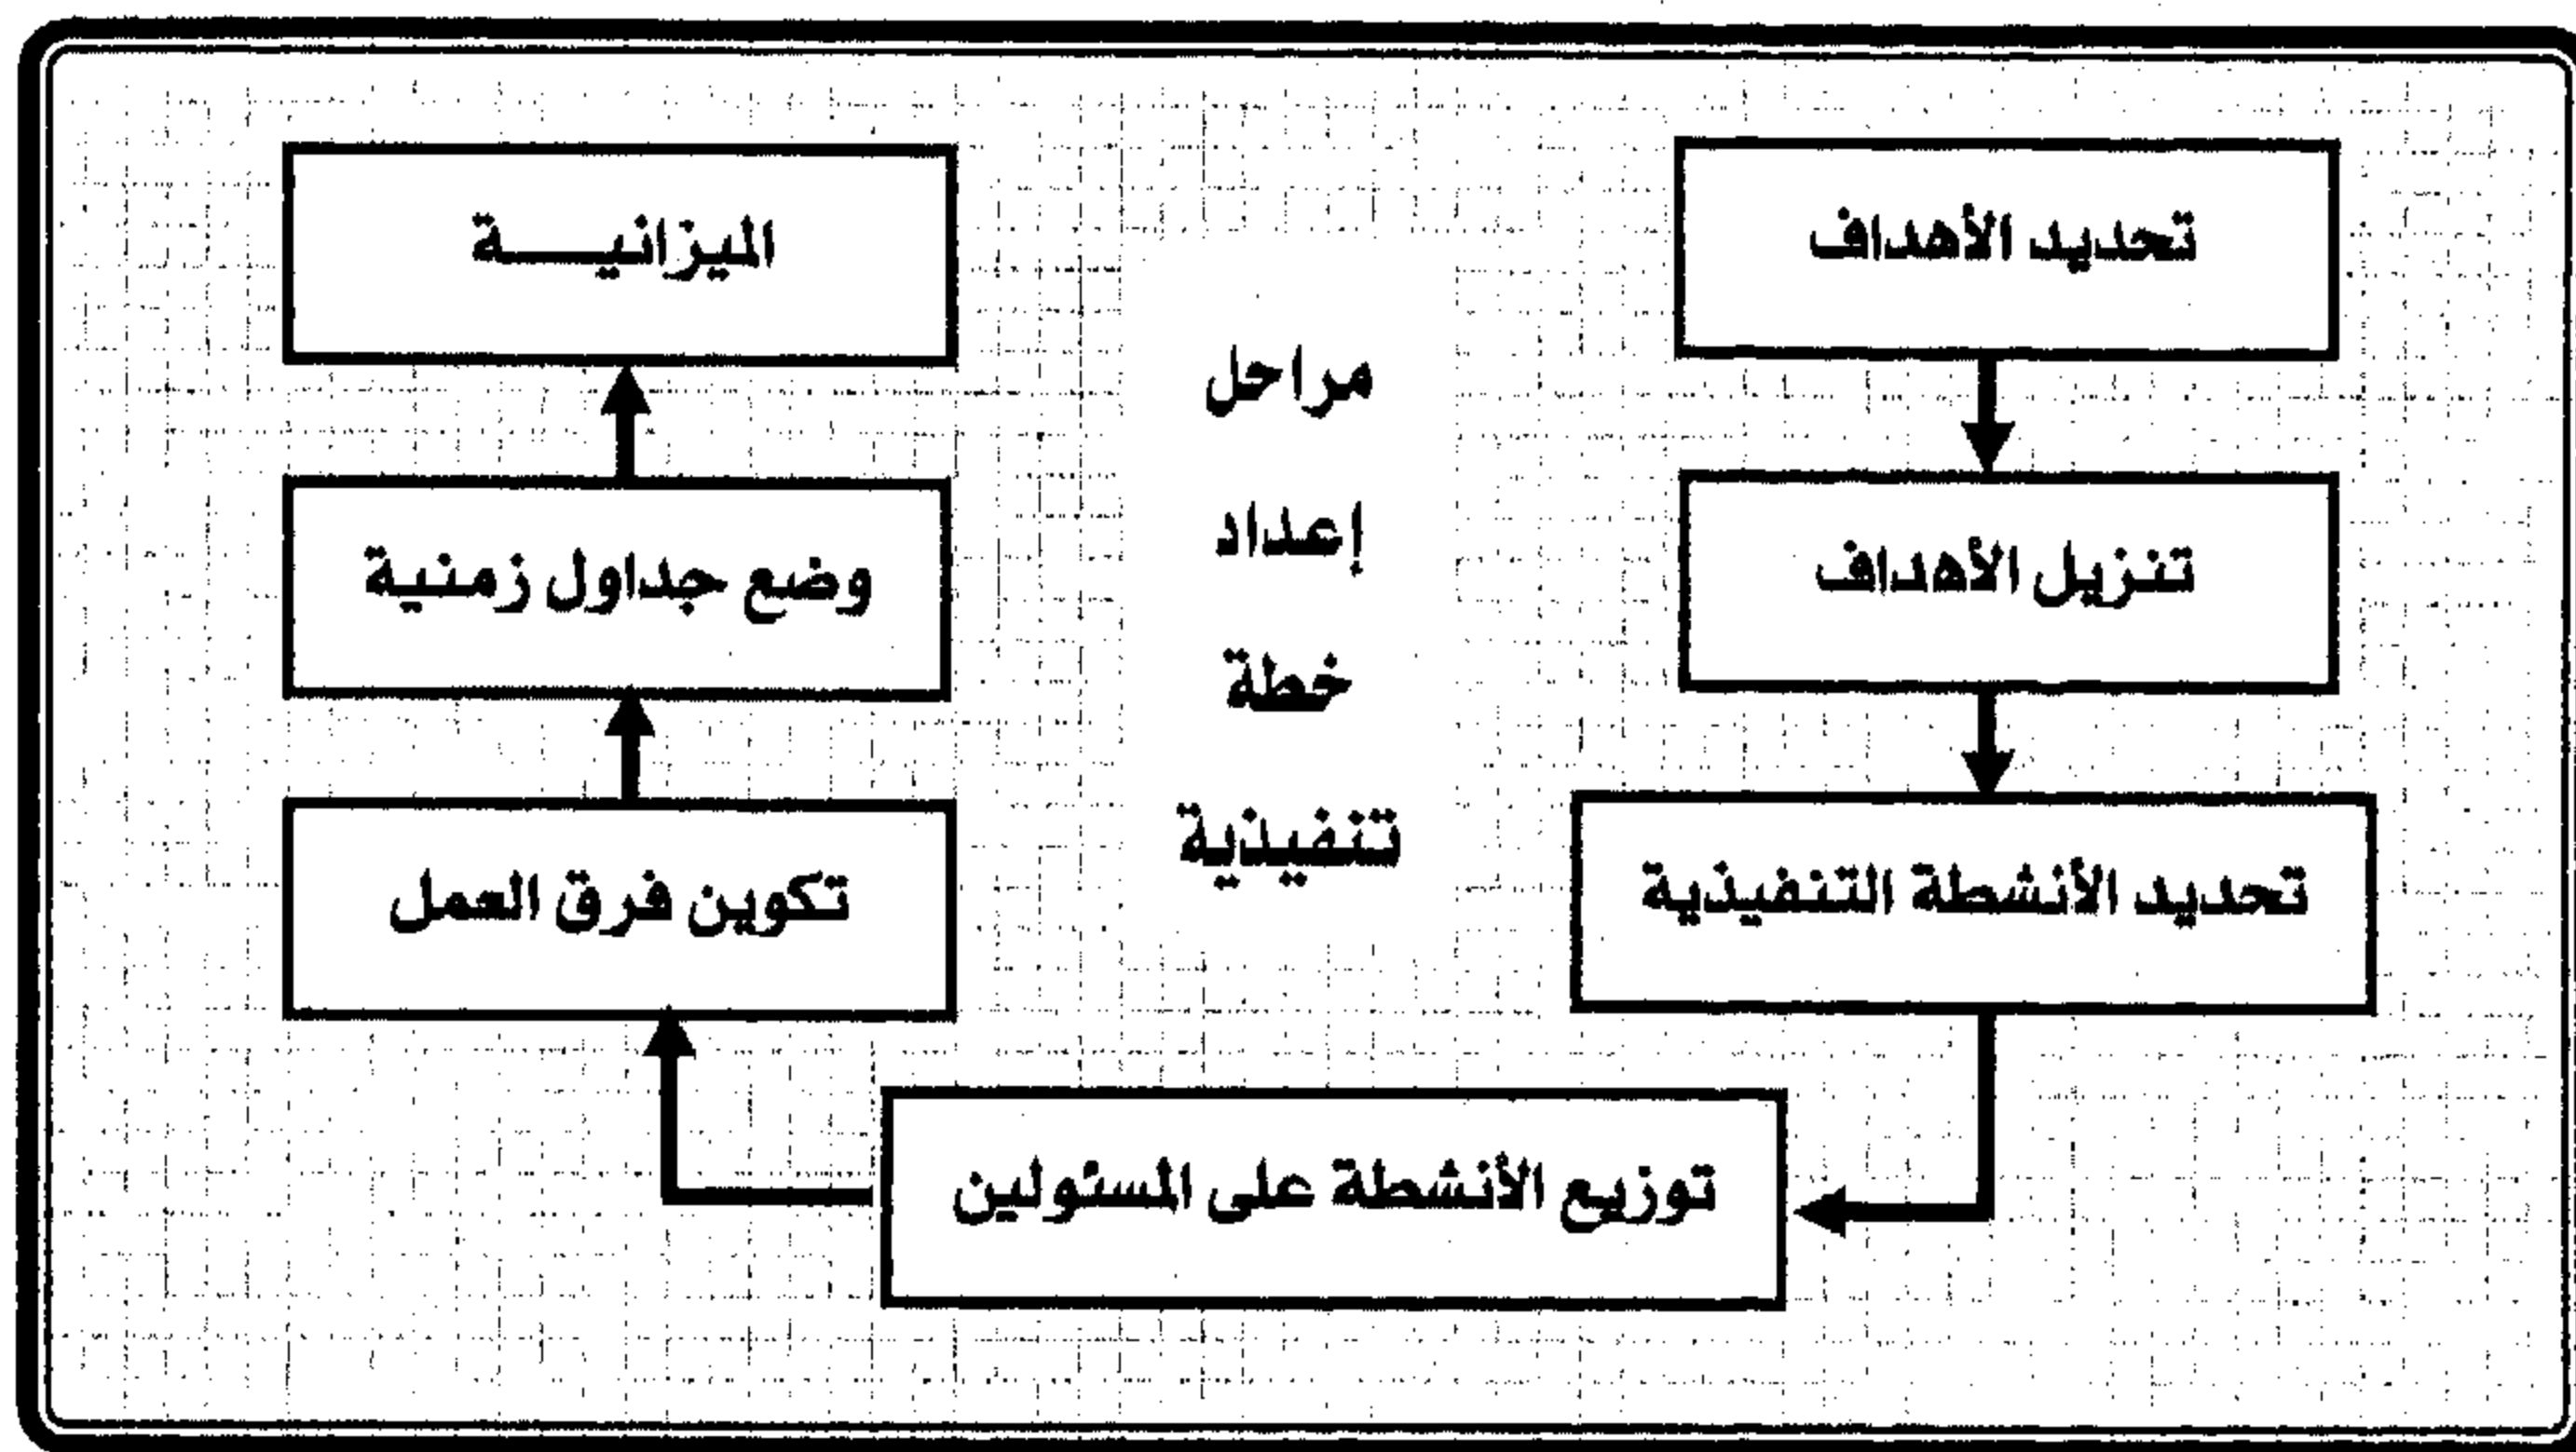 مراحل
إعداد
خطة
تنفيذية
تحديد الأهداف
تنزيل الأهداف
تحديد الأنشطة التنفيذية
توزيع الأنشطة على المسئولين
تكوين فرق العمل
وضع جداول زمنية
الميزانيـــــة